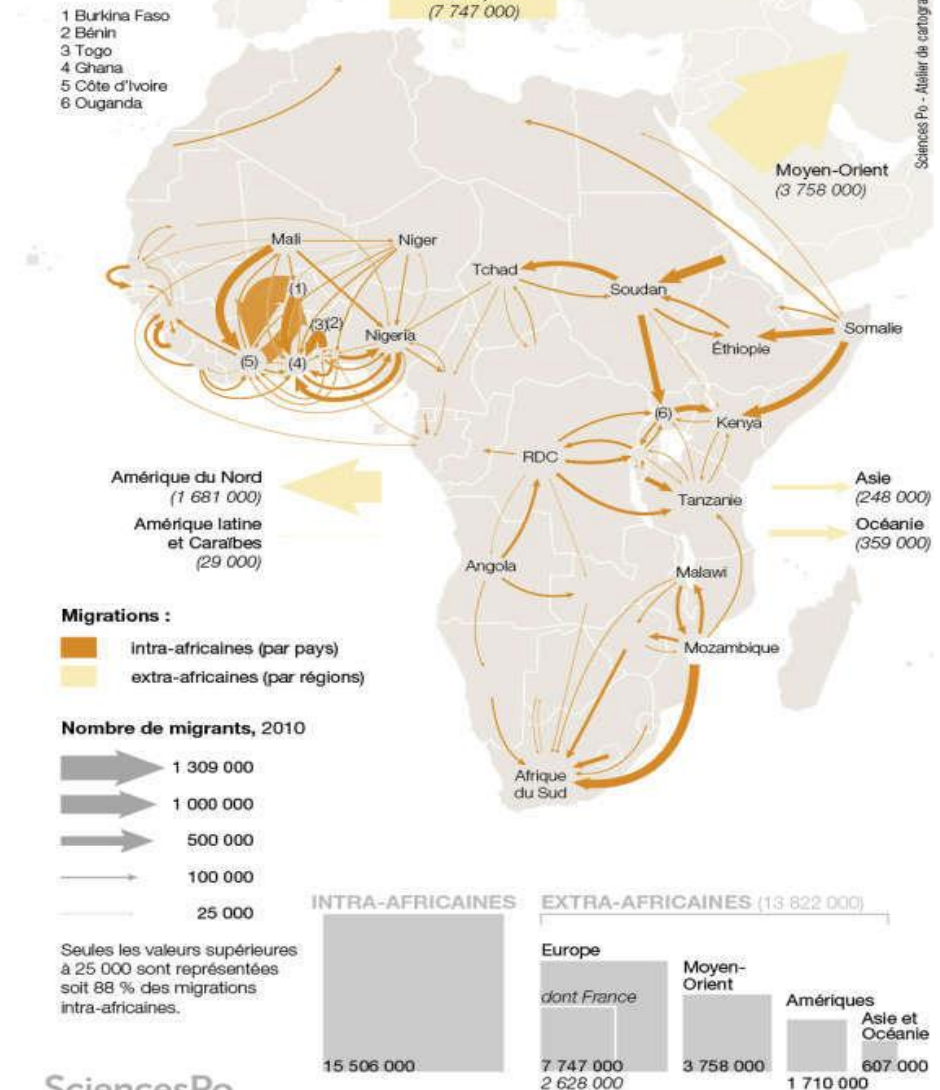 (7 747 000)
1 Burkina Faso
2 Bénin
3 Togo
4 Ghana
5 Côte d'Ivoire
6 Ouganda
Sciences Po - Atelier de
Moyen-Orient
(3 758 000)
Mali
Niger
Tchad
Soudan
(1)
(3)
(2)
Nigeria
Somalie
Éthiopie
(5)
(4)
(6)
Kenya
RDC
Amérique du Nord
(1 681 000)
Tanzanie
Asie
(248 000)
Amérique latine
et Caraïbes
(29 000)
Océanie
(359 000)
Angola
Malawi
Mozambique
Afrique
du Sud
Migrations :
intra-africaines (par pays)
extra-africaines (par régions)
Nombre de migrants, 2010
1 309 000
1 000 000
500 000
100 000
25 000
Seules les valeurs supérieures
à 25 000 sont représentées
soit 88 % des migrations
intra-africaines.
INTRA-AFRICAINES
15 506 000
EXTRA-AFRICAINES (13 822 000)
Europe
dont France
7 747 000
2 628 000
Moyen-
Orient
3 758 000
Amériques
1 710 000
Asie et
Océanie
607 000
SciencesPo